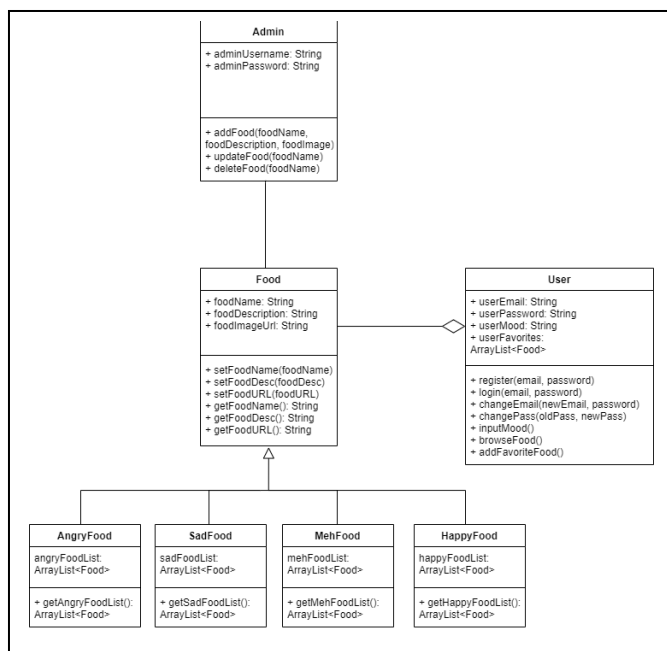 Admin
+ adminUsername: String
+ adminPassword: String
+ addFood(foodName,
foodDescription, foodImage)
+ updateFood(foodName)
+ deleteFood(foodName)
Food
+ foodName: String
+ foodDescription: String
+ foodImageUrl: String
+ setFoodName(foodName)
+ setFoodDesc(foodDesc)
+ setFoodURL(foodURL)
+ getFoodName(): String
+ getFoodDesc(): String
+ getFoodURL(): String
User
+ userEmail: String
+ userPassword: String
+ userMood: String
+ userFavorites:
ArrayList<Food>
+ register(email, password)
+ login(email, password)
+ changeEmail(newEmail, password)
+ changePass(oldPass, newPass)
+ inputMood()
+ browseFood()
+ addFavoriteFood()
AngryFood
angryFoodList:
ArrayList<Food>
+ getAngryFoodList():
ArrayList<Food>
SadFood
sadFoodList:
ArrayList<Food>
+ getSadFoodList():
ArrayList<Food>
MehFood
mehFoodList:
ArrayList<Food>
+ getMehFoodList():
ArrayList<Food>
HappyFood
happyFoodList:
ArrayList<Food>
+ getHappyFoodList():
ArrayList<Food>